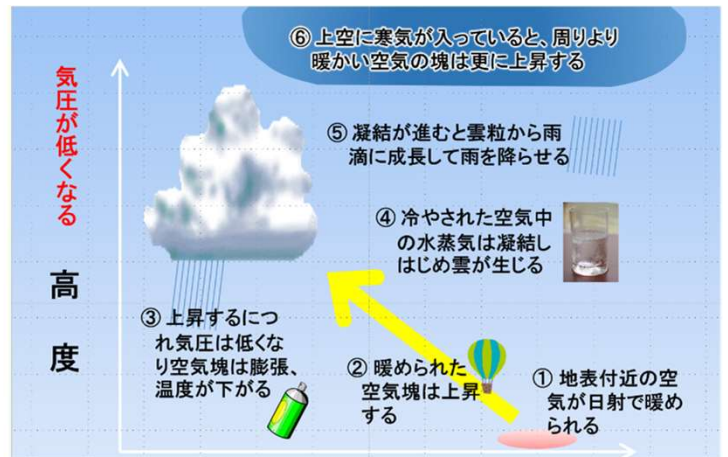 ⑥ 上空に寒気が入っていると、周りより
暖かい空気の塊は更に上昇する
気圧が低くなる
⑤ 凝結が進むと雲粒から雨
滴に成長して雨を降らせる
④ 冷やされた空気中
の水蒸気は凝結し
はじめ雲が生じる
高度
③ 上昇するにつ
れ気圧は低くな
り空気塊は膨張、
温度が下がる
② 暖められた
空気塊は上昇
する
① 地表付近の空
気が日射で暖め
られる